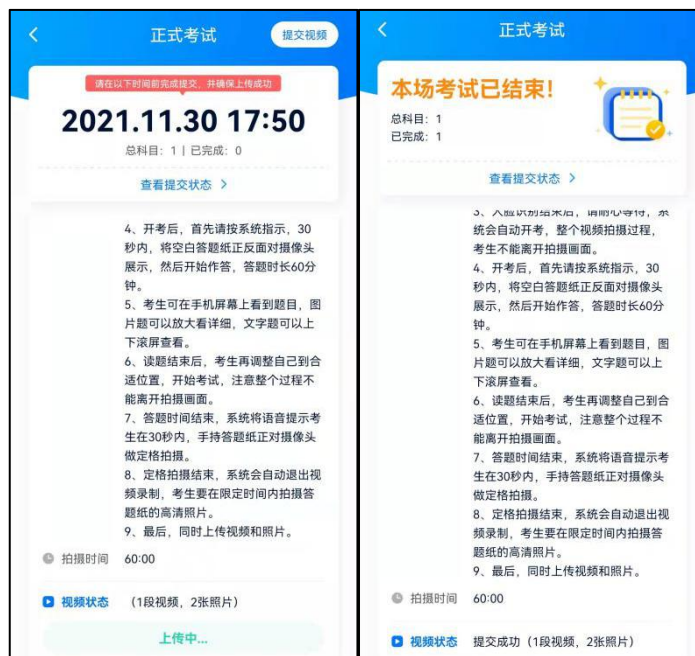 正式考试
提交视频
请在以下时间前完成提交，并确保上传成功
2021.11.30 17:50
总科目：1 | 已完成：0
查看提交状态 >
4、开考后，首先请按系统指示，30
秒内，将空白答题纸正反面对摄像头
展示，然后开始作答，答题时长60分
钟。
5、考生可在手机屏幕上看到题目，图
片题可以放大看详细，文字题可以上
下滚屏查看。
6、读题结束后，考生再调整自己到合
适位置，开始考试，注意整个过程不
能离开拍摄画面。
7、答题时间结束，系统将语音提示考
生在30秒内，手持答题纸正对摄像头
做定格拍摄。
8、定格拍摄结束，系统会自动退出视
频录制，考生要在限定时间内拍摄答
题纸的高清照片。
9、最后，同时上传视频和照片。
拍摄时间 60:00
视频状态 （1段视频，2张照片）
上传中...
正式考试
本场考试已结束！
总科目：1
已完成：1
查看提交状态 >
3、人脸识别结束后，请耐心等待，系
统会自动开考，整个视频拍摄过程，
考生不能离开拍摄画面。
4、开考后，首先请按系统指示，30
秒内，将空白答题纸正反面对摄像头
展示，然后开始作答，答题时长60分
钟。
5、考生可在手机屏幕上看到题目，图
片题可以放大看详细，文字题可以上
下滚屏查看。
6、读题结束后，考生再调整自己到合
适位置，开始考试，注意整个过程不
能离开拍摄画面。
7、答题时间结束，系统将语音提示考
生在30秒内，手持答题纸正对摄像头
做定格拍摄。
8、定格拍摄结束，系统会自动退出视
频录制，考生要在限定时间内拍摄答
题纸的高清照片。
9、最后，同时上传视频和照片。
拍摄时间 60:00
视频状态 提交成功（1段视频，2张照片）